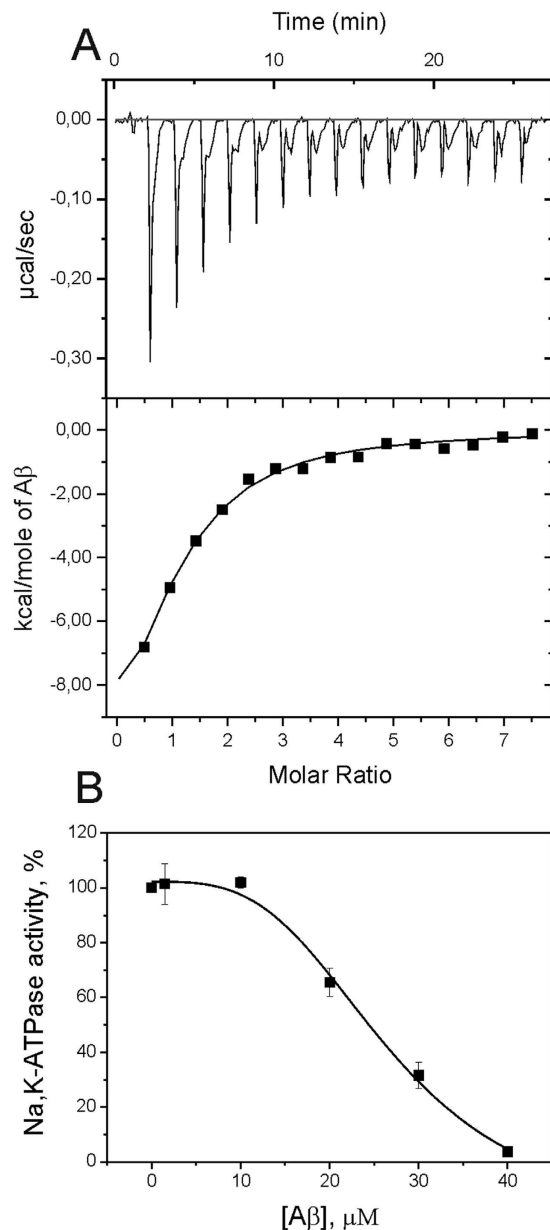 A
Time (min)
0 10 20
0,00
-0,10
-0,20
-0,30
µcal/sec
0,00
-2,00
-4,00
-6,00
-8,00
kcal/mole of Aβ
0 1 2 3 4 5 6 7
Molar Ratio
B
120
100
80
60
40
20
0
Na,K-ATPase activity, %
0 10 20 30 40
[Aβ], µM